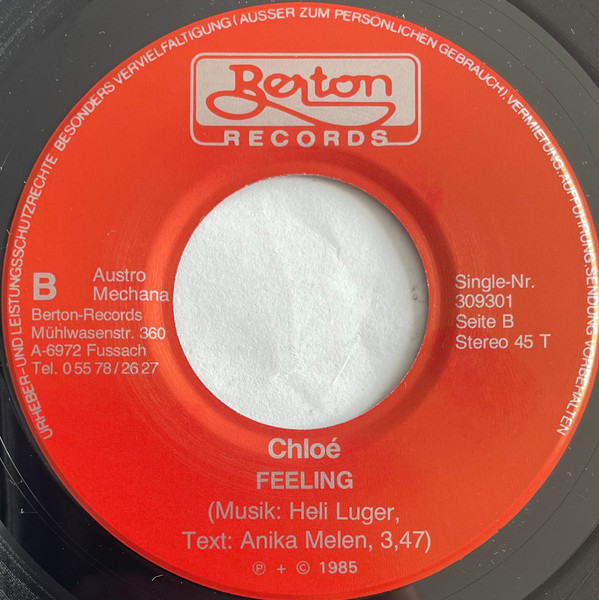 URHEBER- UND LEISTUNGSSCHUTZRECHTE BESONDERS VERVIELFÄLTIGUNG (AUSSER ZUM PERSÖNLICHEN GEBRAUCH), VERMIETUNG, AUFFÜHRUNG, SENDUNG VORBEHALTEN
Berton
RECORDS
B
Austro
Mechana
Berton-Records
Mühlwasenstr. 360
A-6972 Fussach
Tel. 0 55 78 / 26 27
Single-Nr.
309301
Seite B
Stereo 45 T
Chloé
FEELING
(Musik: Heli Luger,
Text: Anika Melen, 3,47)
℗ + © 1985